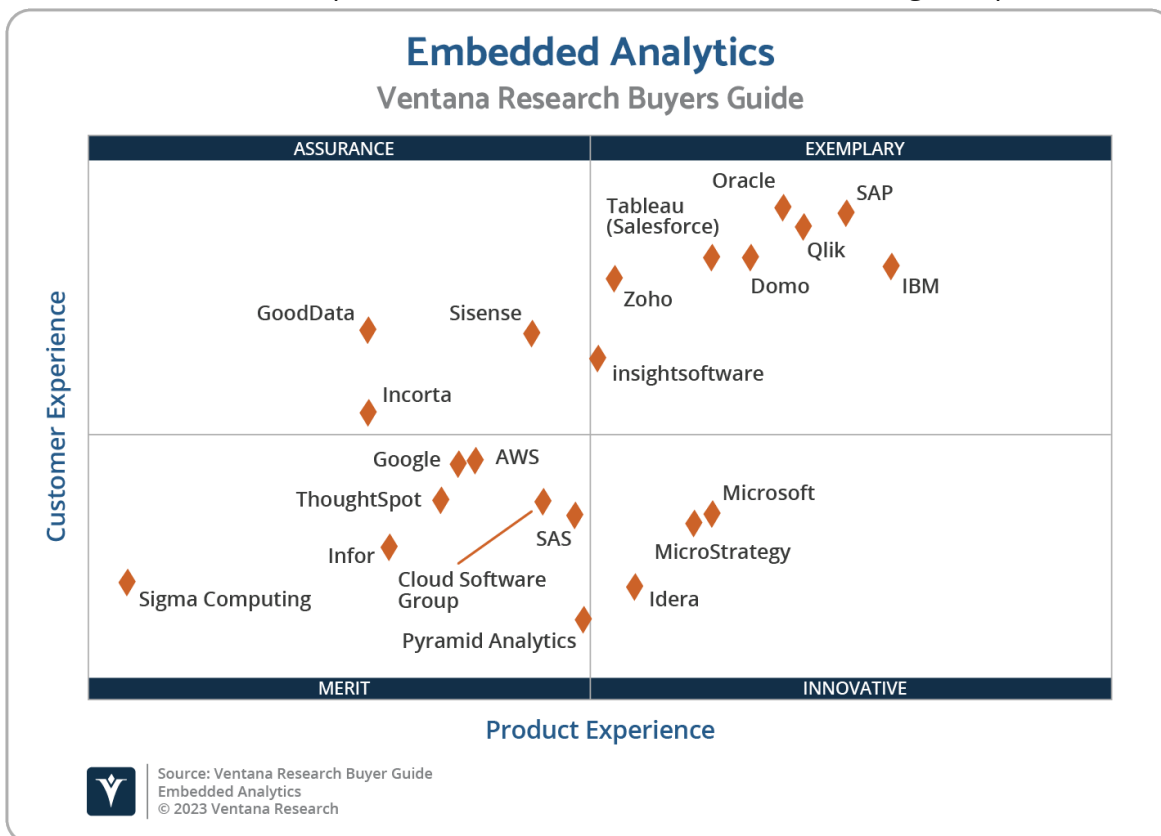 Embedded Analytics
Ventana Research Buyers Guide
ASSURANCE
EXEMPLARY
Oracle
SAP
Tableau
(Salesforce)
Qlik
Domo
IBM
Zoho
GoodData
Sisense
insightsoftware
Incorta
Customer Experience
Google
AWS
ThoughtSpot
Microsoft
SAS
MicroStrategy
Infor
Cloud Software
Group
Sigma Computing
Idera
Pyramid Analytics
MERIT
INNOVATIVE
Product Experience
Source: Ventana Research Buyer Guide
Embedded Analytics
© 2023 Ventana Research